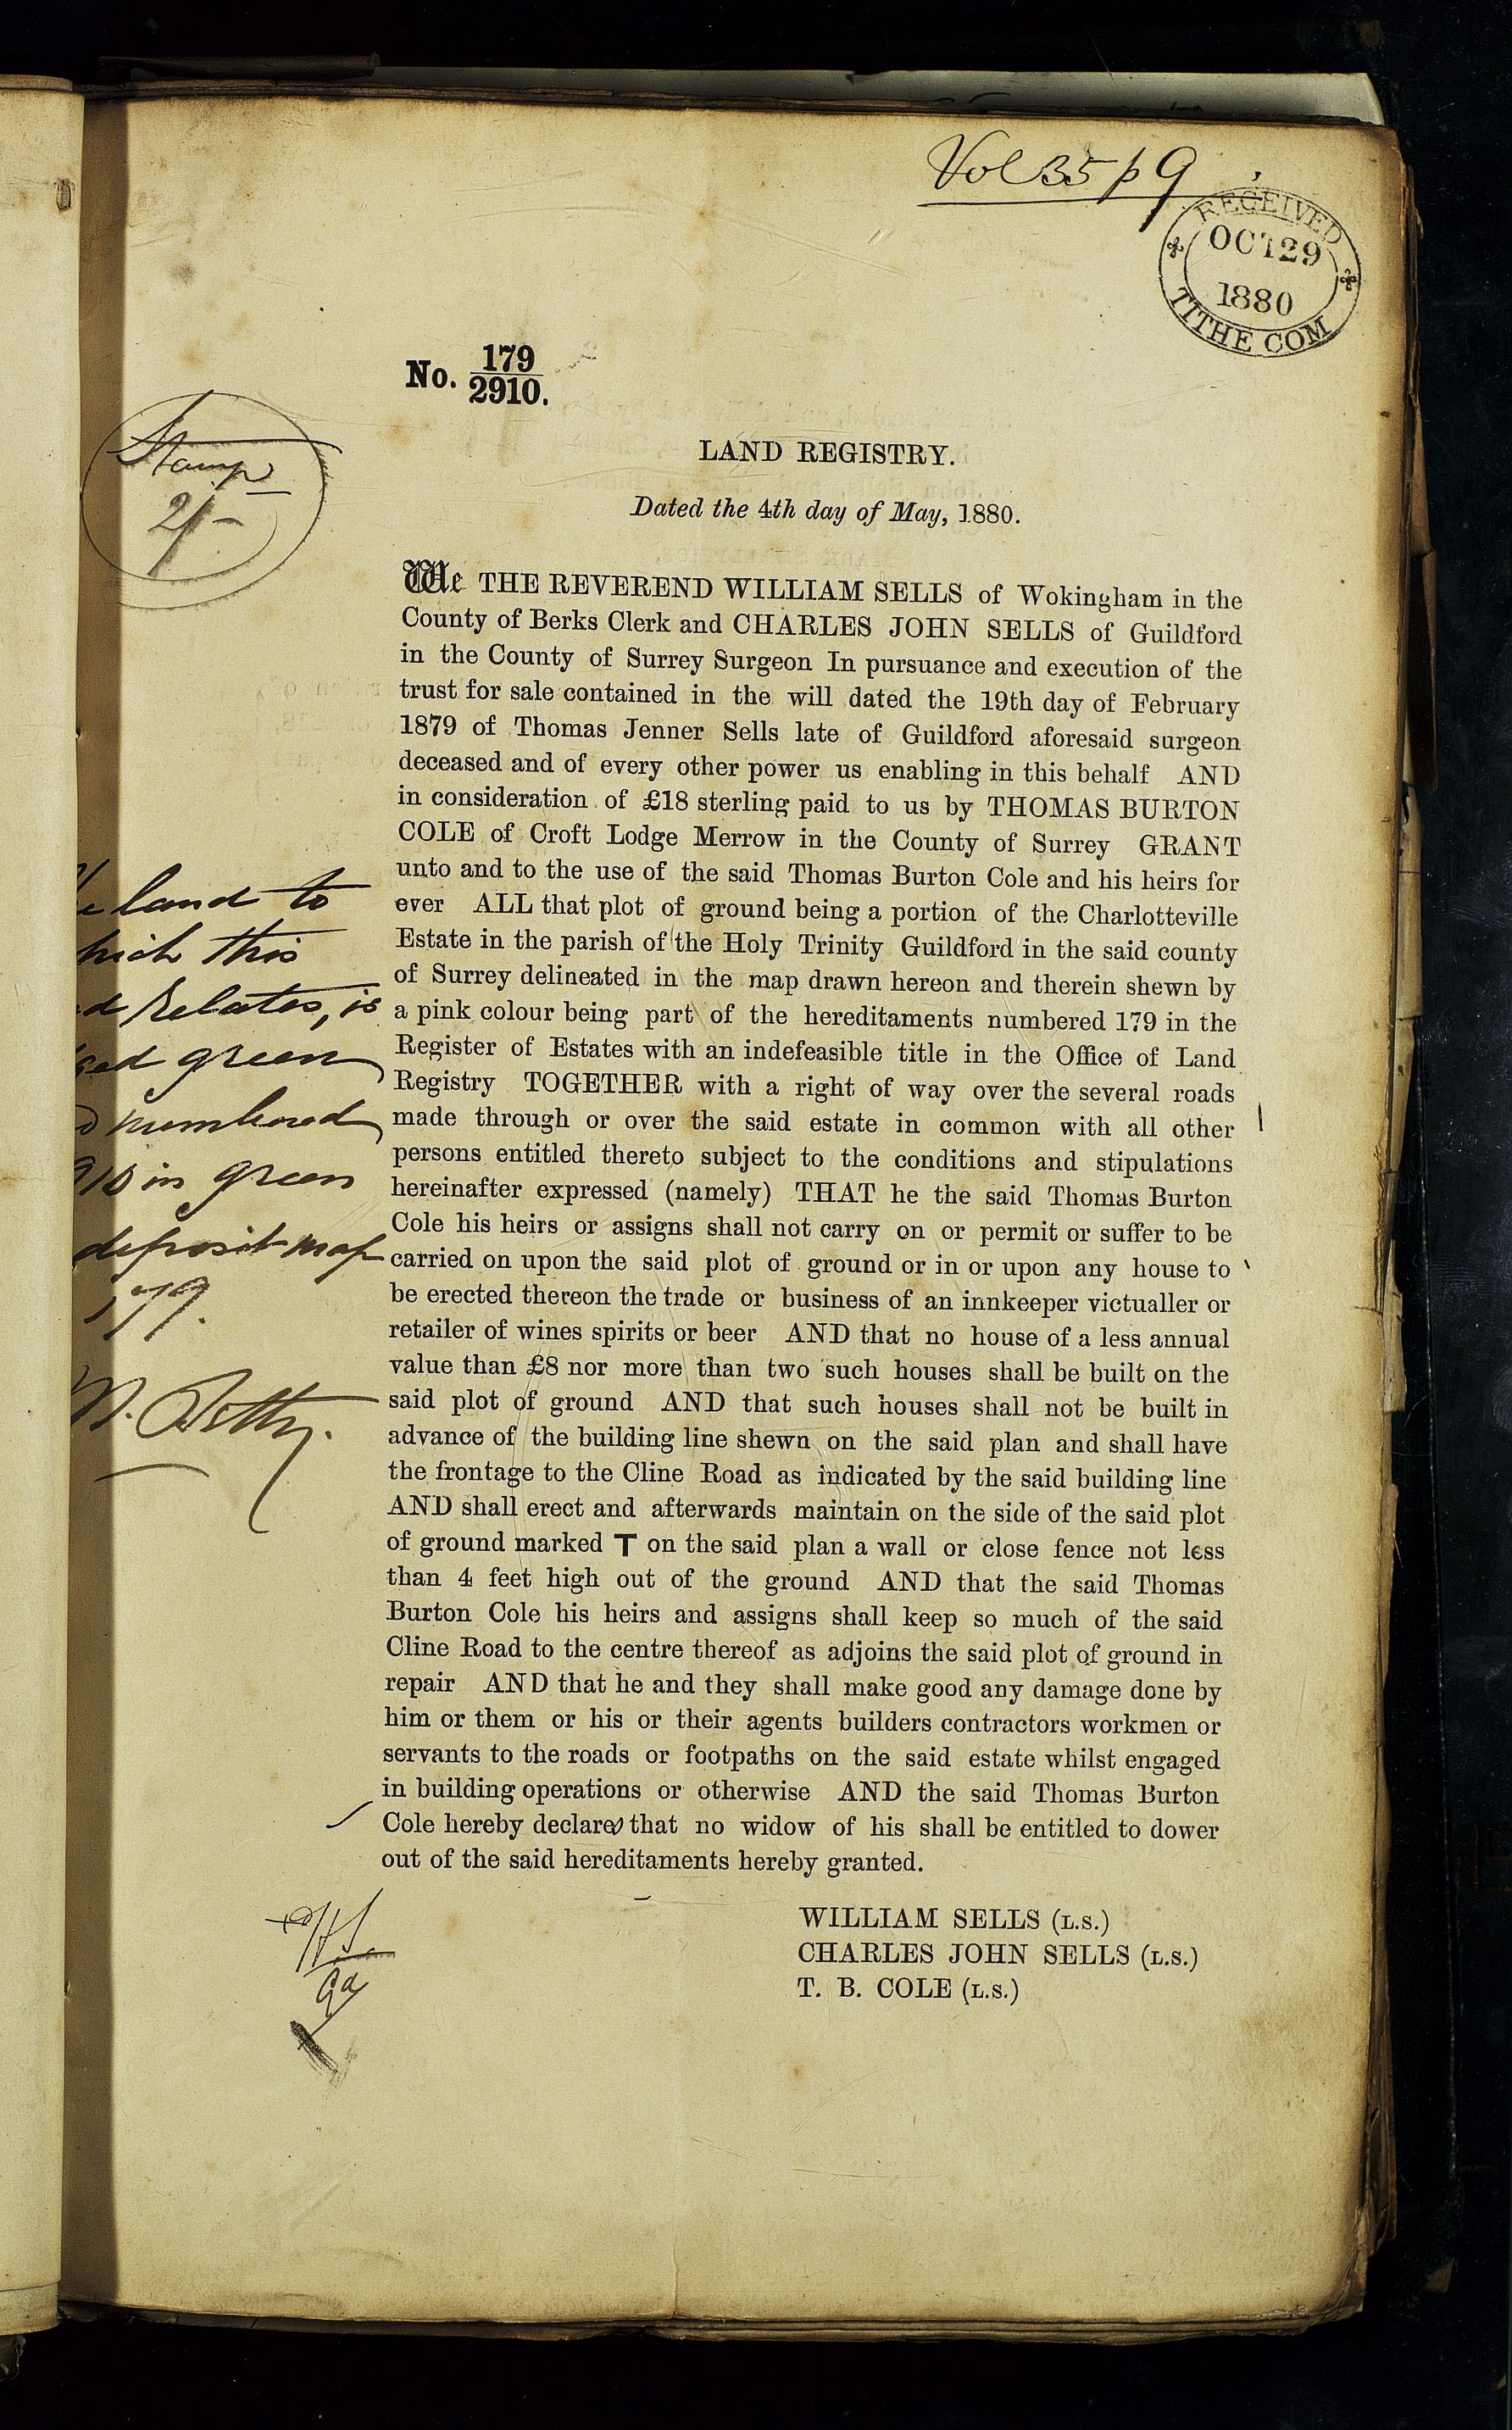 Vol 35 p 9
RECEIVED
OCT 29
1880
TITHE COM
No. 179
2910.
Stamp
2/-
LAND REGISTRY.
Dated the 4th day of May, 1880.
We THE REVEREND WILLIAM SELLS of Wokingham in the
County of Berks Clerk and CHARLES JOHN SELLS of Guildford
in the County of Surrey Surgeon In pursuance and execution of the
trust for sale contained in the will dated the 19th day of February
1879 of Thomas Jenner Sells late of Guildford aforesaid surgeon
deceased and of every other power us enabling in this behalf AND
in consideration of £18 sterling paid to us by THOMAS BURTON
COLE of Croft Lodge Merrow in the County of Surrey GRANT
unto and to the use of the said Thomas Burton Cole and his heirs for
ever ALL that plot of ground being a portion of the Charlotteville
Estate in the parish of the Holy Trinity Guildford in the said county
of Surrey delineated in the map drawn hereon and therein shewn by
a pink colour being part of the hereditaments numbered 179 in the
Register of Estates with an indefeasible title in the Office of Land
Registry TOGETHER with a right of way over the several roads
made through or over the said estate in common with all other
persons entitled thereto subject to the conditions and stipulations
hereinafter expressed (namely) THAT he the said Thomas Burton
Cole his heirs or assigns shall not carry on or permit or suffer to be
carried on upon the said plot of ground or in or upon any house to
be erected thereon the trade or business of an innkeeper victualler or
retailer of wines spirits or beer AND that no house of a less annual
value than £8 nor more than two such houses shall be built on the
said plot of ground AND that such houses shall not be built in
advance of the building line shewn on the said plan and shall have
the frontage to the Cline Road as indicated by the said building line
AND shall erect and afterwards maintain on the side of the said plot
of ground marked T on the said plan a wall or close fence not less
than 4 feet high out of the ground AND that the said Thomas
Burton Cole his heirs and assigns shall keep so much of the said
Cline Road to the centre thereof as adjoins the said plot of ground in
repair AND that he and they shall make good any damage done by
him or them or his or their agents builders contractors workmen or
servants to the roads or footpaths on the said estate whilst engaged
in building operations or otherwise AND the said Thomas Burton
Cole hereby declares that no widow of his shall be entitled to dower
out of the said hereditaments hereby granted.
WILLIAM SELLS (L.S.)
CHARLES JOHN SELLS (L.S.)
T. B. COLE (L.S.)
land to
this
relates, is
green
numbered
in green
deposit map
179.